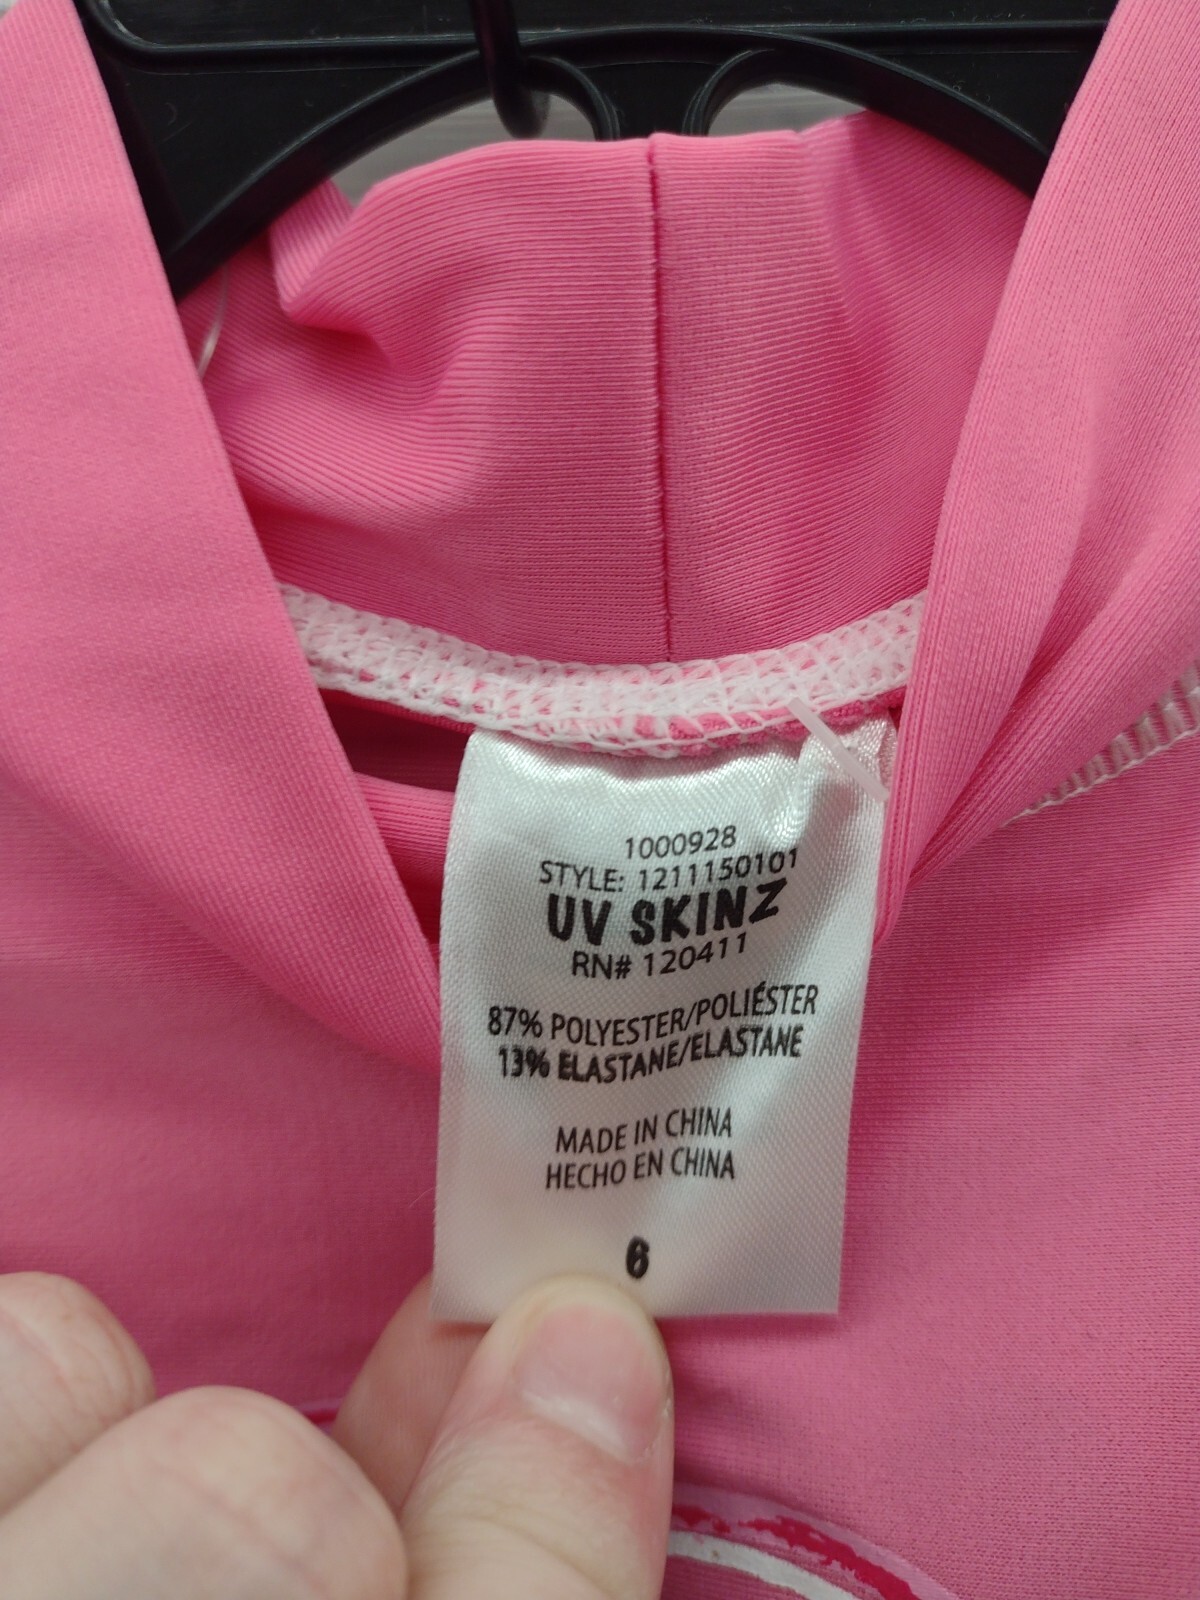 1000928
STYLE: 1211150101
UV SKINZ
RN# 120411
87% POLYESTER/POLIÉSTER
13% ELASTANE/ELASTANE
MADE IN CHINA
HECHO EN CHINA
6